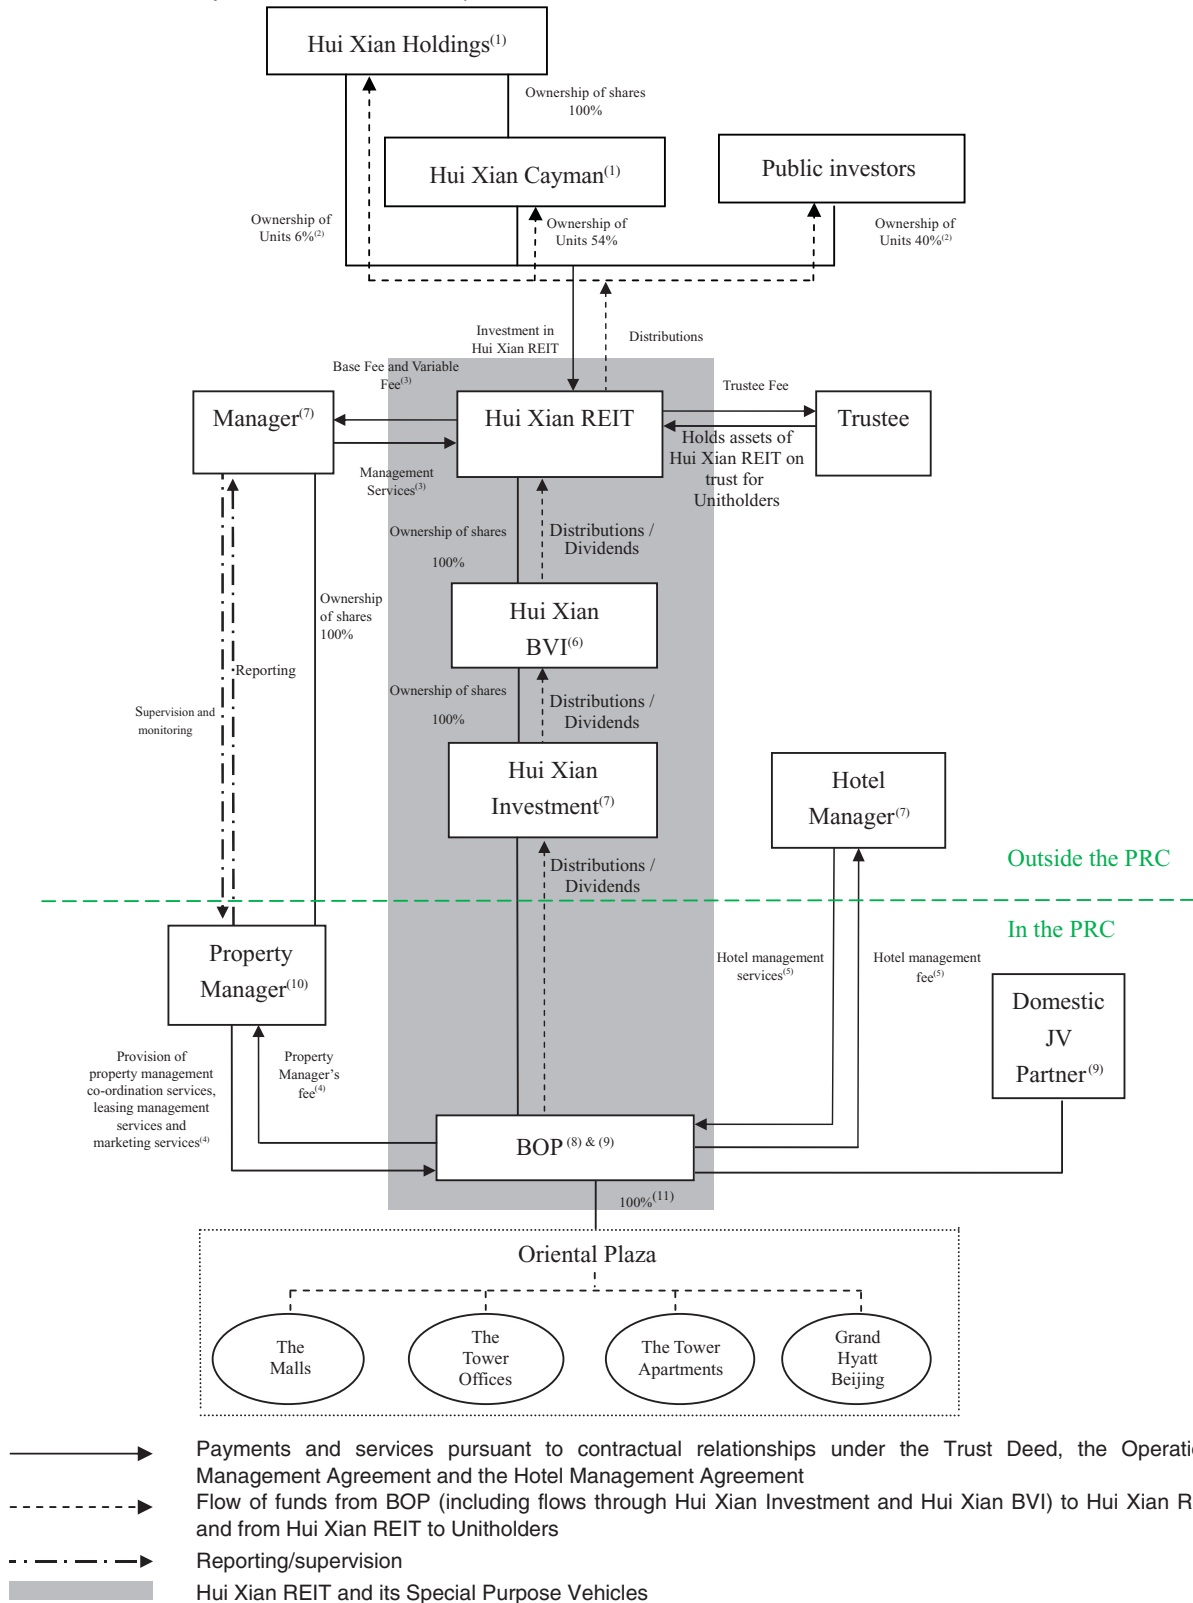 Hui Xian Holdings(1)
Ownership of shares
100%
Hui Xian Cayman(1)
Public investors
Ownership of
Units 6%(2)
Ownership of
Units 54%
Ownership of
Units 40%(2)
Investment in
Hui Xian REIT
Distributions
Base Fee and Variable
Fee(3)
Trustee Fee
Manager(7)
Hui Xian REIT
Trustee
Holds assets of
Hui Xian REIT on
trust for
Unitholders
Management
Services(3)
Ownership of shares
100%
Distributions /
Dividends
Ownership
of shares
100%
Hui Xian
BVI(6)
Reporting
Supervision and
monitoring
Ownership of shares
100%
Distributions /
Dividends
Hui Xian
Investment(7)
Hotel
Manager(7)
Distributions /
Dividends
Outside the PRC
In the PRC
Property
Manager(10)
Hotel management
services(5)
Hotel management
fee(5)
Domestic
JV
Partner(9)
Provision of
property management
co-ordination services,
leasing management
services and
marketing services(4)
Property
Manager's
fee(4)
BOP (8) & (9)
100%(11)
Oriental Plaza
The
Malls
The
Tower
Offices
The Tower
Apartments
Grand
Hyatt
Beijing
Payments and services pursuant to contractual relationships under the Trust Deed, the Operatio
Management Agreement and the Hotel Management Agreement
Flow of funds from BOP (including flows through Hui Xian Investment and Hui Xian BVI) to Hui Xian R
and from Hui Xian REIT to Unitholders
Reporting/supervision
Hui Xian REIT and its Special Purpose Vehicles